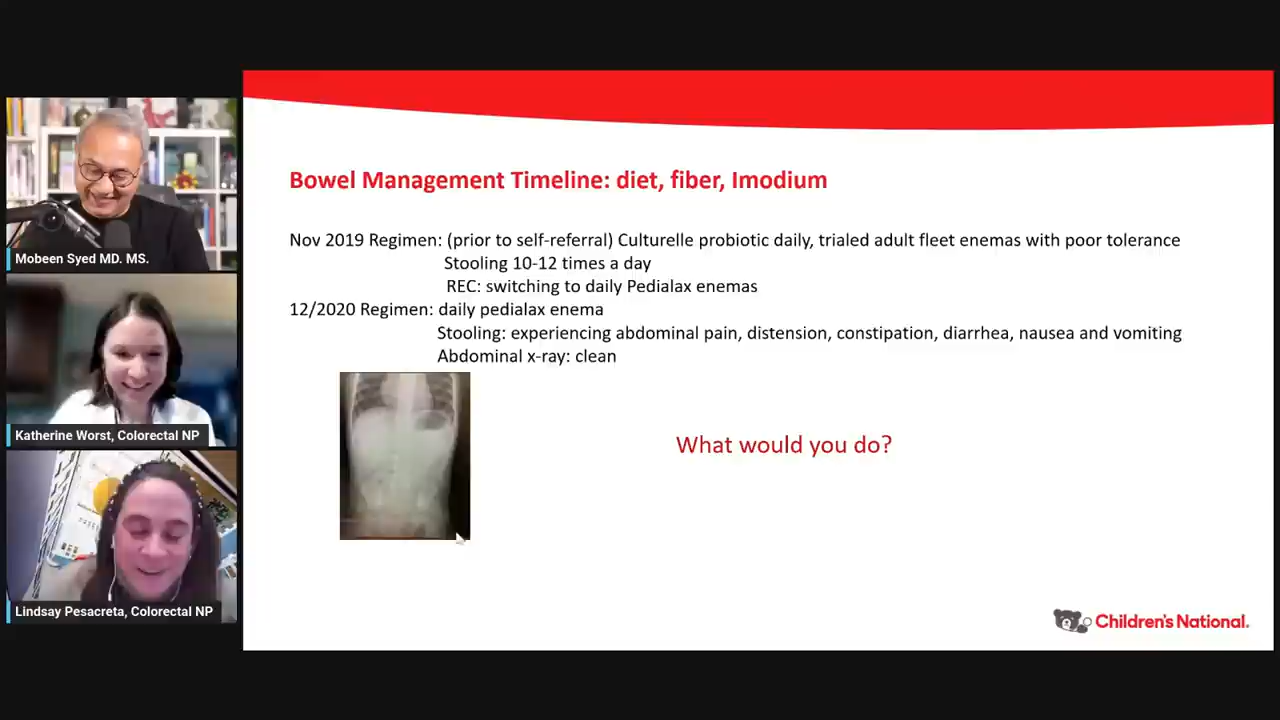 Mobeen Syed MD. MS.
Katherine Worst, Colorectal NP
Lindsay Pesacreta, Colorectal NP
Bowel Management Timeline: diet, fiber, Imodium
Nov 2019 Regimen: (prior to self-referral) Culturelle probiotic daily, trialed adult fleet enemas with poor tolerance
Stooling 10-12 times a day
REC: switching to daily Pedialax enemas
12/2020 Regimen: daily pedialax enema
Stooling: experiencing abdominal pain, distension, constipation, diarrhea, nausea and vomiting
Abdominal x-ray: clean
What would you do?
Children's National.